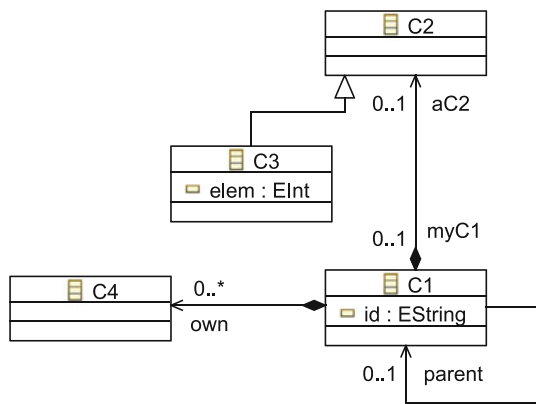 C2
0..1 aC2
C3
elem : EInt
0..1 myC1
C4
0..*
own
C1
id : EString
0..1 parent